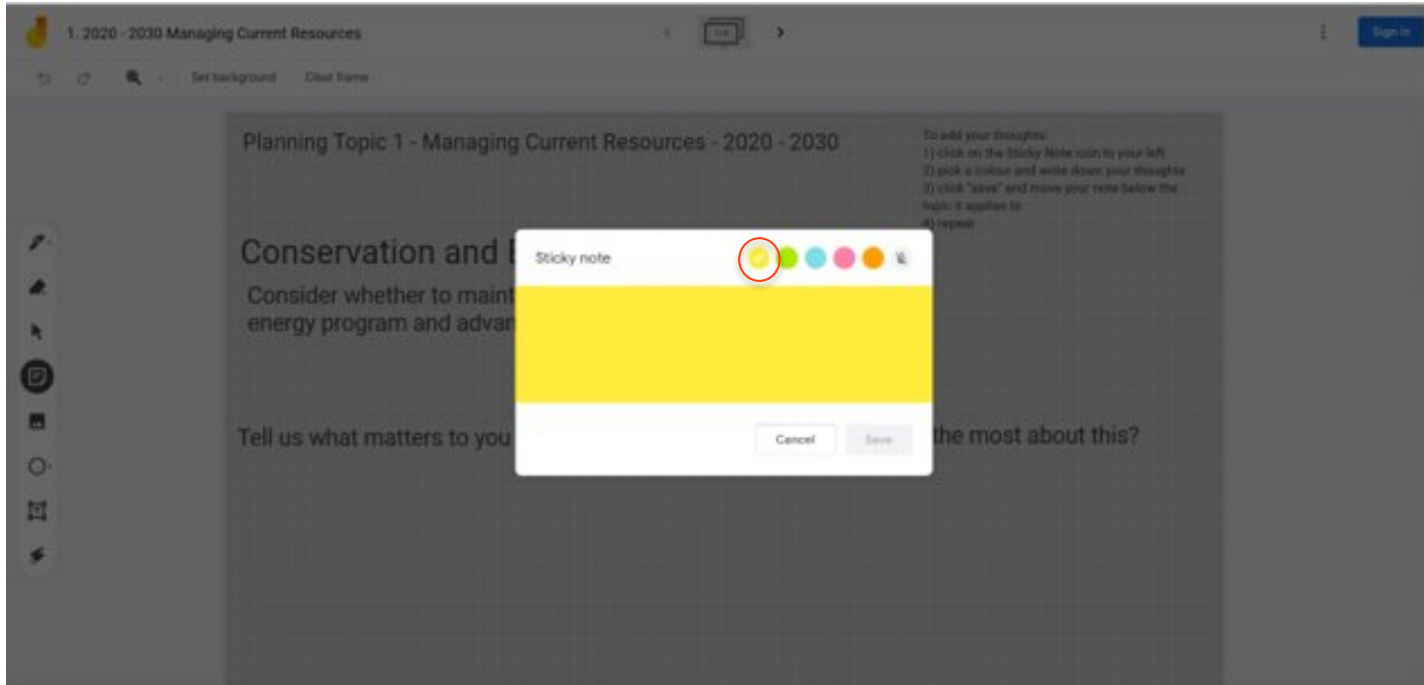 1. 2020 - 2030 Managing Current Resources
Sign in
Set background
Clear frame
Planning Topic 1 - Managing Current Resources - 2020 - 2030
To add your thoughts:
1) click on the Sticky Note icon to your left
2) pick a colour and write down your thoughts
3) click "save" and move your note below the
topic it applies to
4) repeat
Conservation and
Consider whether to maint
energy program and advan
Sticky note
Cancel
Save
Tell us what matters to you
the most about this?